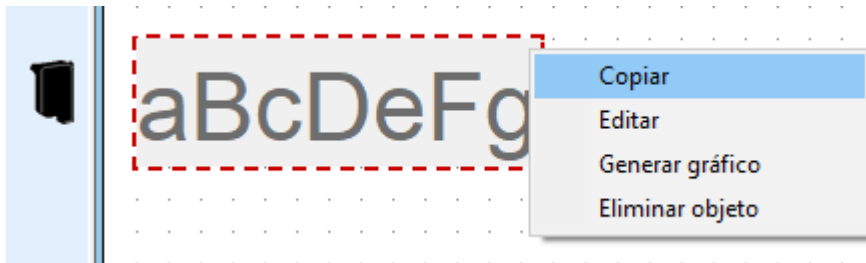 aBcDeFg
Copiar
Editar
Generar gráfico
Eliminar objeto